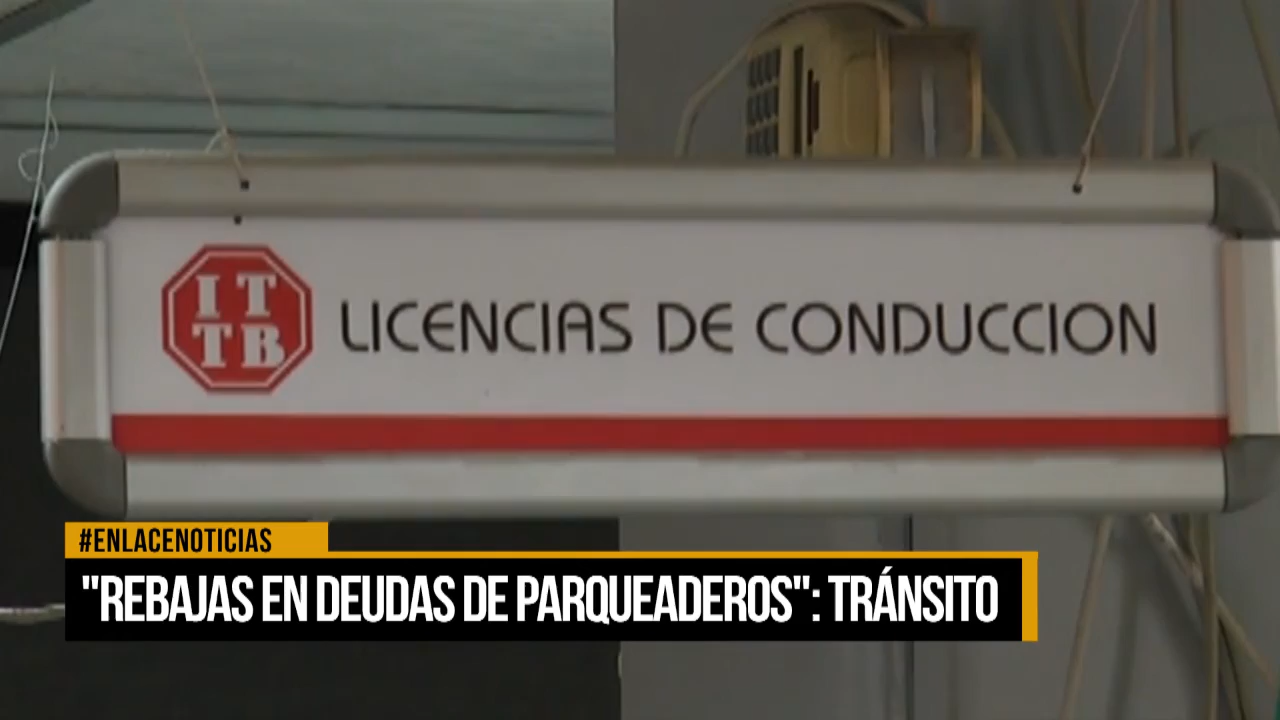 IT
TB
LICENCIAS DE CONDUCCION
#ENLACENOTICIAS
"REBAJAS EN DEUDAS DE PARQUEADEROS": TRÁNSITO